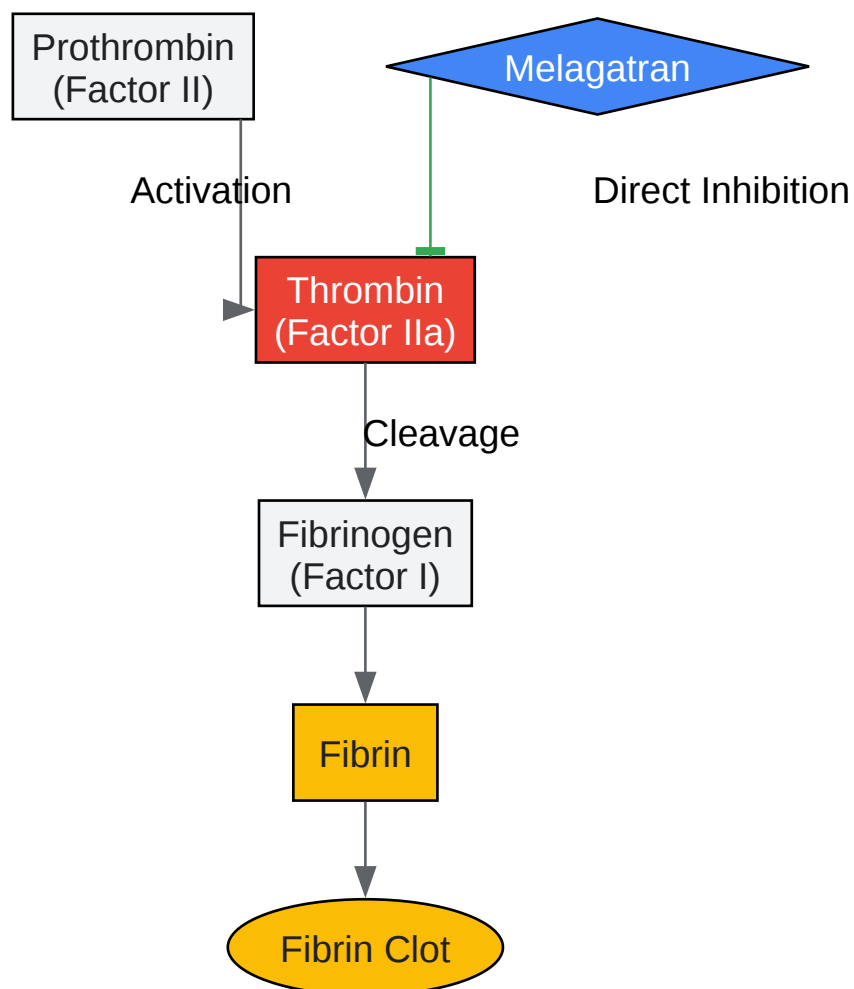 Prothrombin
(Factor II)
Melagatran
Activation
Direct Inhibition
Thrombin
(Factor IIa)
Cleavage
Fibrinogen
(Factor I)
Fibrin
Fibrin Clot